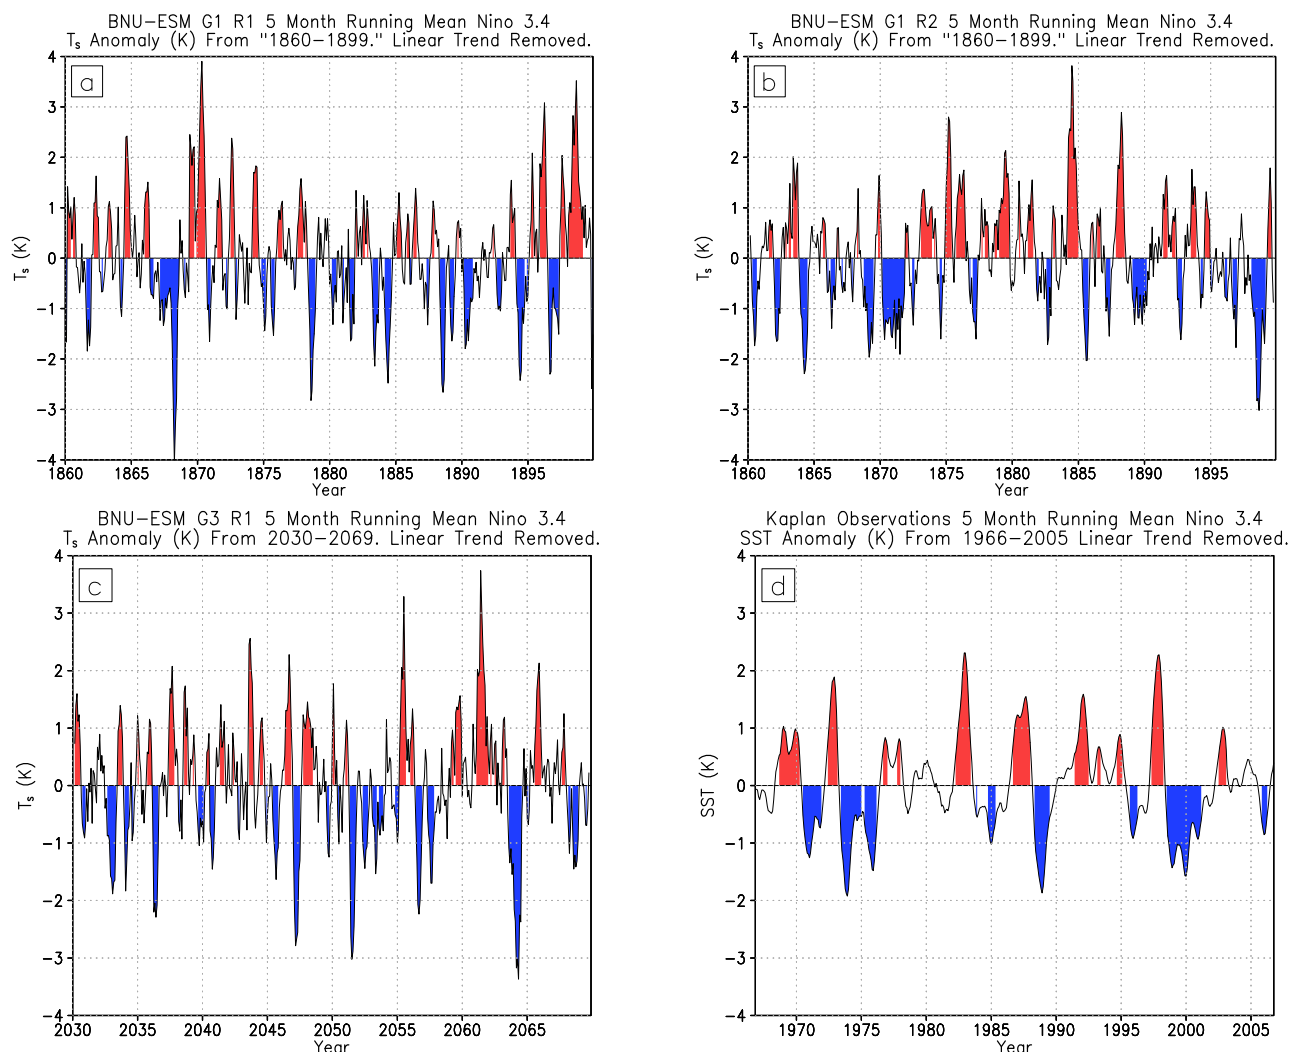 BNU-ESM G1 R1 5 Month Running Mean Nino 3.4
Ts Anomaly (K) From "1860-1899." Linear Trend Removed.
a
4
3
2
1
0
-1
-2
-3
-4
Ts (K)
1860 1865 1870 1875 1880 1885 1890 1895
Year
BNU-ESM G1 R2 5 Month Running Mean Nino 3.4
Ts Anomaly (K) From "1860-1899." Linear Trend Removed.
b
4
3
2
1
0
-1
-2
-3
-4
Ts (K)
1860 1865 1870 1875 1880 1885 1890 1895
Year
BNU-ESM G3 R1 5 Month Running Mean Nino 3.4
Ts Anomaly (K) From 2030-2069. Linear Trend Removed.
c
4
3
2
1
0
-1
-2
-3
-4
Ts (K)
2030 2035 2040 2045 2050 2055 2060 2065
Year
Kaplan Observations 5 Month Running Mean Nino 3.4
SST Anomaly (K) From 1966-2005 Linear Trend Removed.
d
4
3
2
1
0
-1
-2
-3
-4
SST (K)
1970 1975 1980 1985 1990 1995 2000 2005
Year